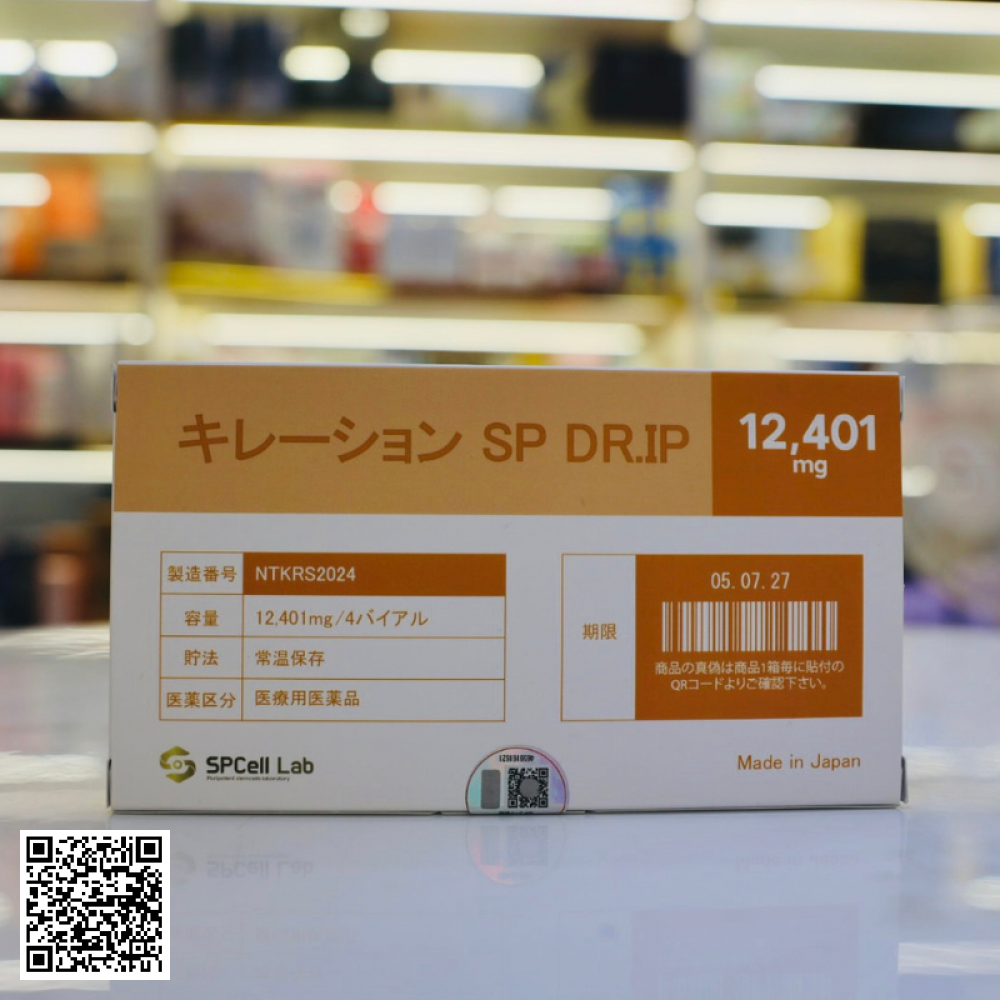 キレーション SP DR.IP
12,401
mg
製造番号 NTKRS2024
容量 12,401mg/4バイアル
貯法 常温保存
医薬区分 医療用医薬品
期限
05.07.27
商品の真偽は商品1箱毎に貼付の
QRコードよりご確認下さい。
SPCell Lab
Made in Japan